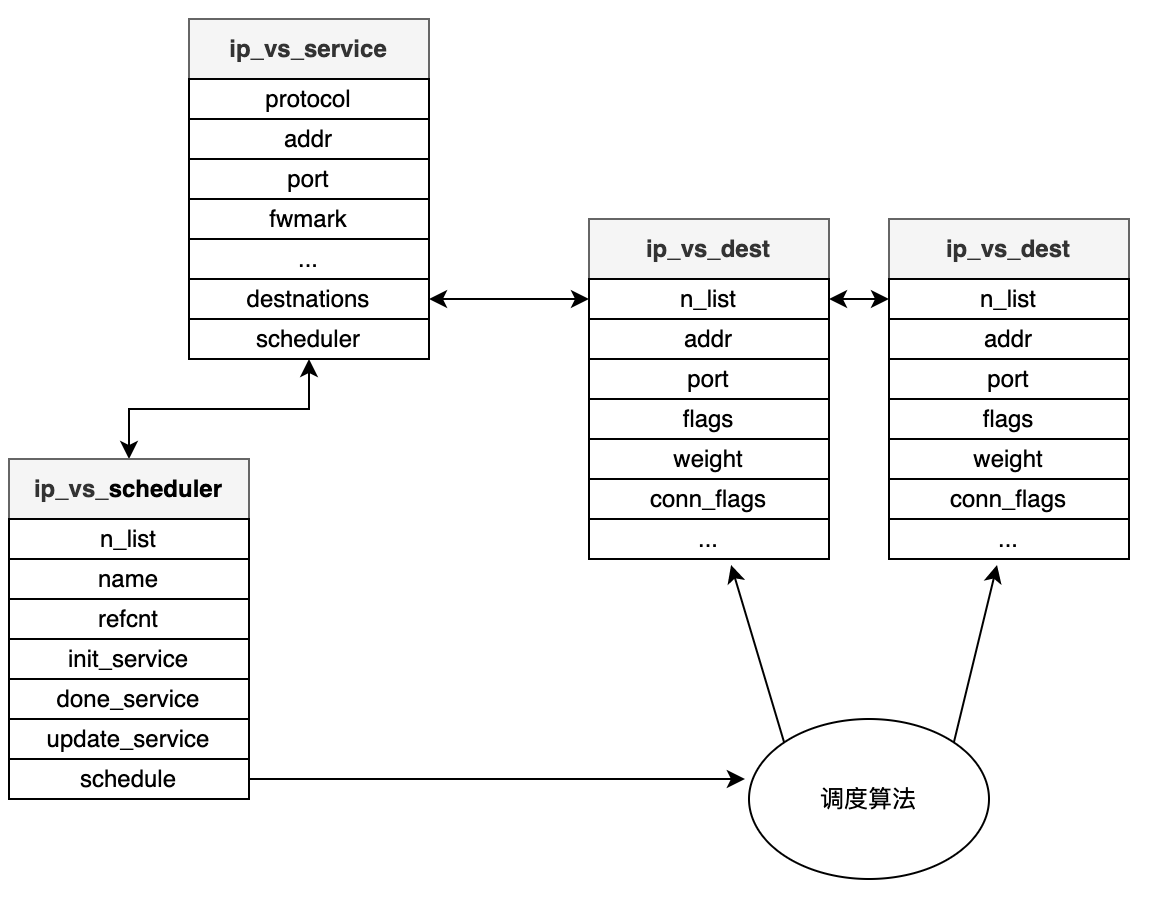 ip_vs_service
protocol
addr
port
fwmark
...
destnations
scheduler
ip_vs_dest
n_list
addr
port
flags
weight
conn_flags
...
ip_vs_dest
n_list
addr
port
flags
weight
conn_flags
...
ip_vs_scheduler
n_list
name
refcnt
init_service
done_service
update_service
schedule
调度算法